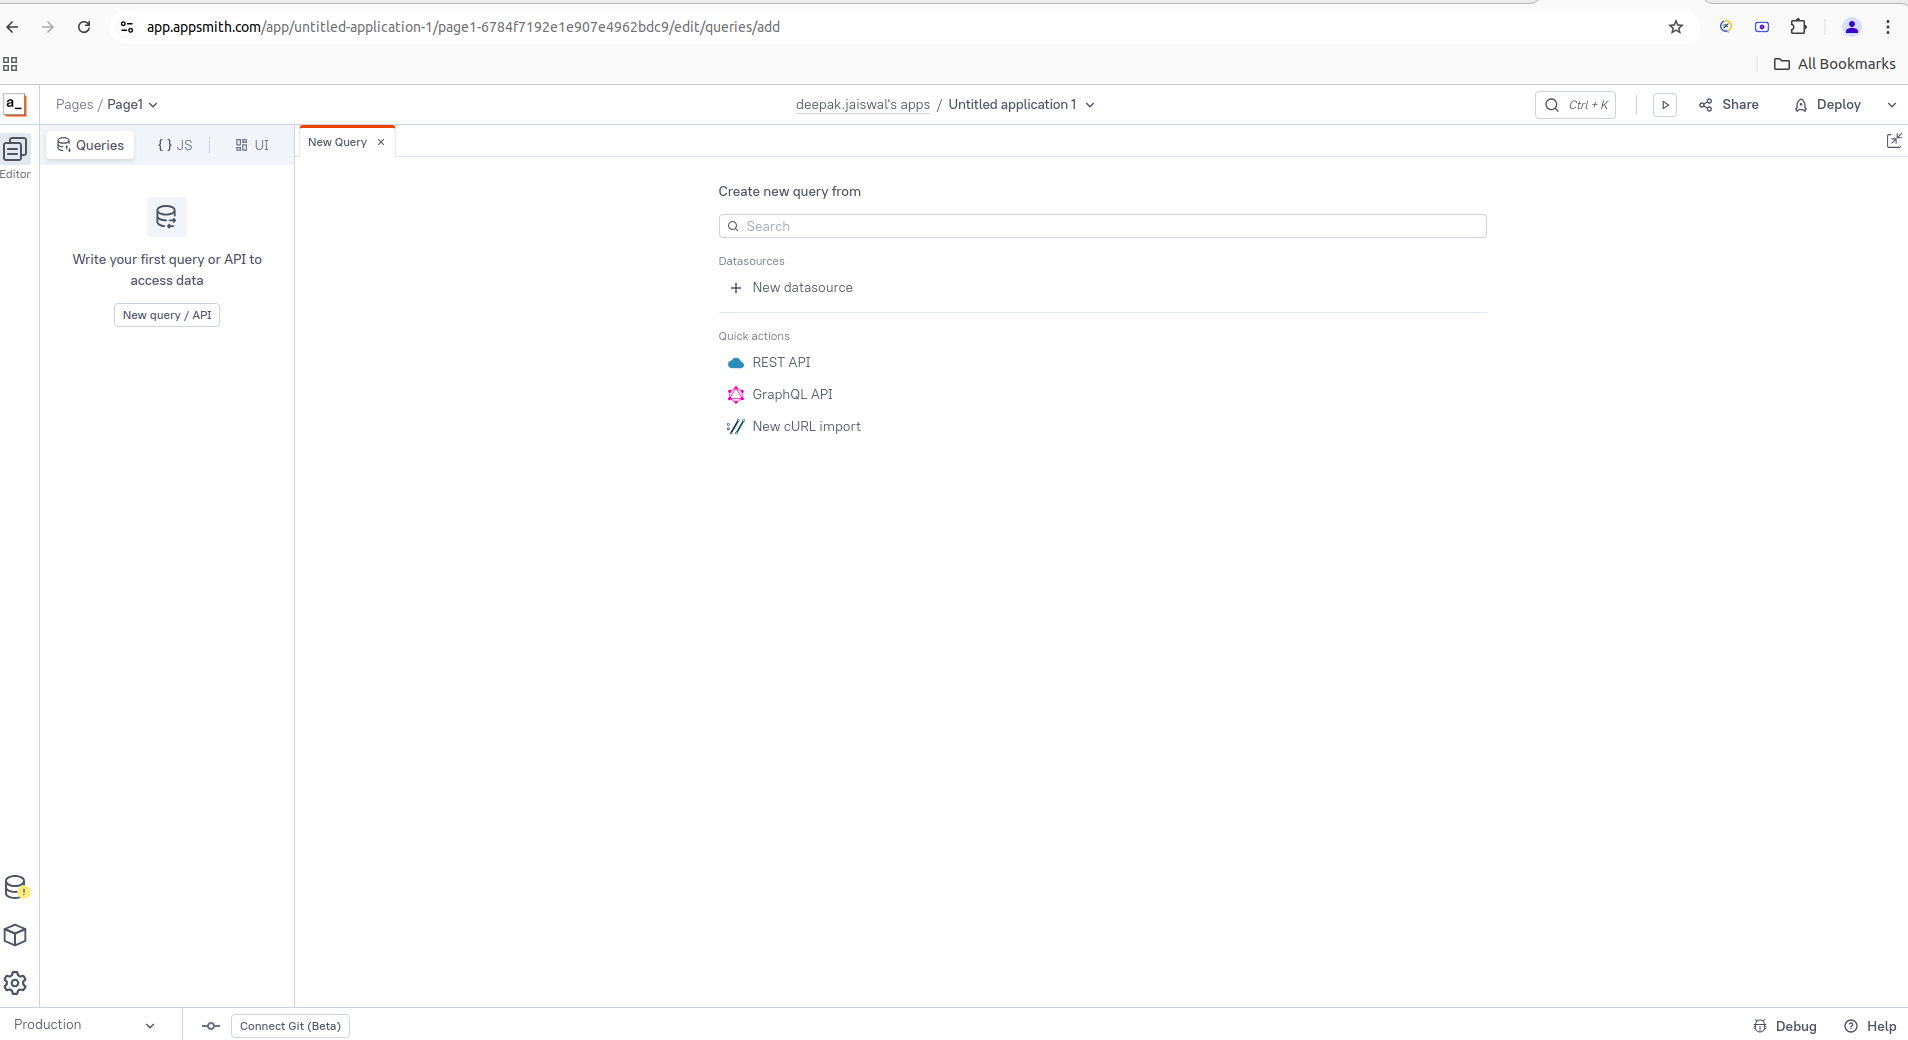 app.appsmith.com/app/untitled-application-1/page1-6784f7192e1e907e4962bdc9/edit/queries/add
All Bookmarks
a_
Pages / Page1
deepak.jaiswal's apps / Untitled application 1
Ctrl + K
Share
Deploy
Editor
Queries
{ } JS
UI
Write your first query or API to
access data
New query / API
New Query
Create new query from
Search
Datasources
+ New datasource
Quick actions
REST API
GraphQL API
New cURL import
Production
Connect Git (Beta)
Debug
Help